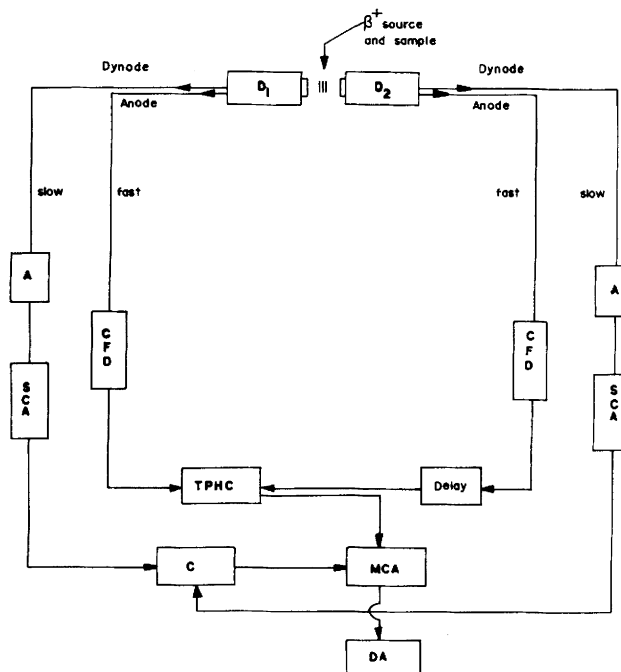 β⁺ source
and sample
Dynode
D₁
D₂
Dynode
Anode
Anode
slow
fast
fast
slow
A
A
CFD
CFD
SCA
SCA
TPHC
Delay
C
MCA
DA